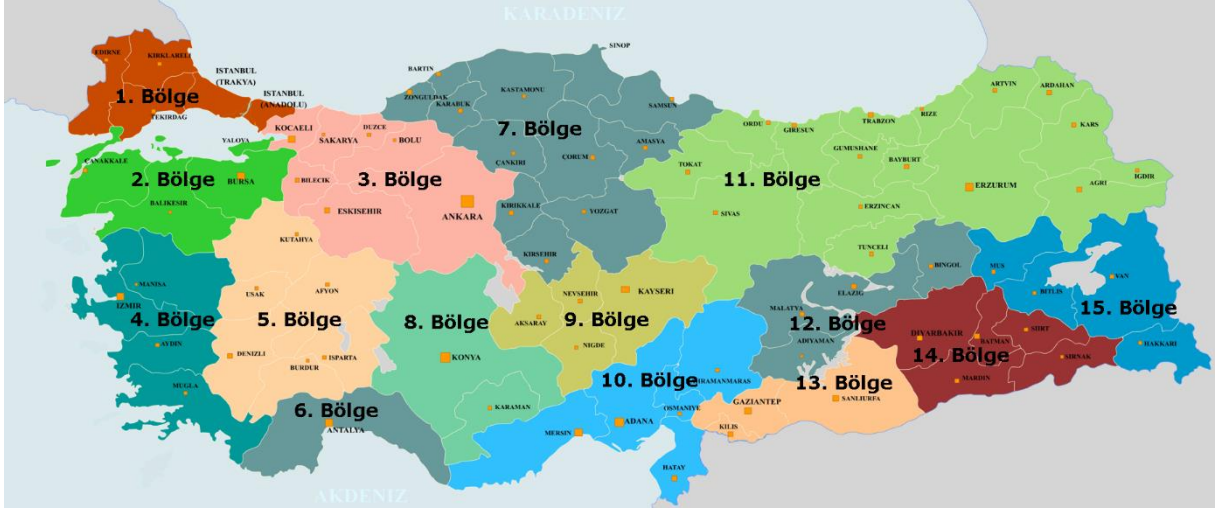 KARADENIZ
EDIRNE
KIRKLARELI
ISTANBUL
(TRAKYA)
1. Bölge
TEKIRDAG
ISTANBUL
(ANADOLU)
KOCAELI
YALOVA
SAKARYA
DUZCE
BOLU
ÇANAKKALE
2. Bölge
BURSA
BALIKESIR
BILECIK
3. Bölge
ESKISEHIR
ANKARA
BARTIN
ZONGULDAK
KARABUK
KASTAMONU
SINOP
SAMSUN
7. Bölge
ÇANKIRI
ÇORUM
AMASYA
KIRIKKALE
YOZGAT
KIRSEHIR
ORDU
GIRESUN
TRABZON
RIZE
ARTVIN
ARDAHAN
KARS
TOKAT
GUMUSHANE
BAYBURT
11. Bölge
ERZURUM
AGRI
IGDIR
SIVAS
ERZINCAN
TUNCELI
MANISA
IZMIR
4. Bölge
AYDIN
MUGLA
KUTAHYA
USAK
AFYON
5. Bölge
DENIZLI
ISPARTA
BURDUR
6. Bölge
ANTALYA
8. Bölge
KONYA
KARAMAN
NEVSEHIR
KAYSERI
AKSARAY
9. Bölge
NIGDE
10. Bölge
HRAMANMARAS
MERSIN
ADANA
OSMANIYE
HATAY
BINGOL
ELAZIG
MALATYA
12. Bölge
ADIYAMAN
13. Bölge
GAZIANTEP
SANLIURFA
KILIS
DIYARBAKIR
BATMAN
SIIRT
14. Bölge
SIRNAK
MARDIN
MUS
BITLIS
VAN
15. Bölge
HAKKARI
AKDENIZ